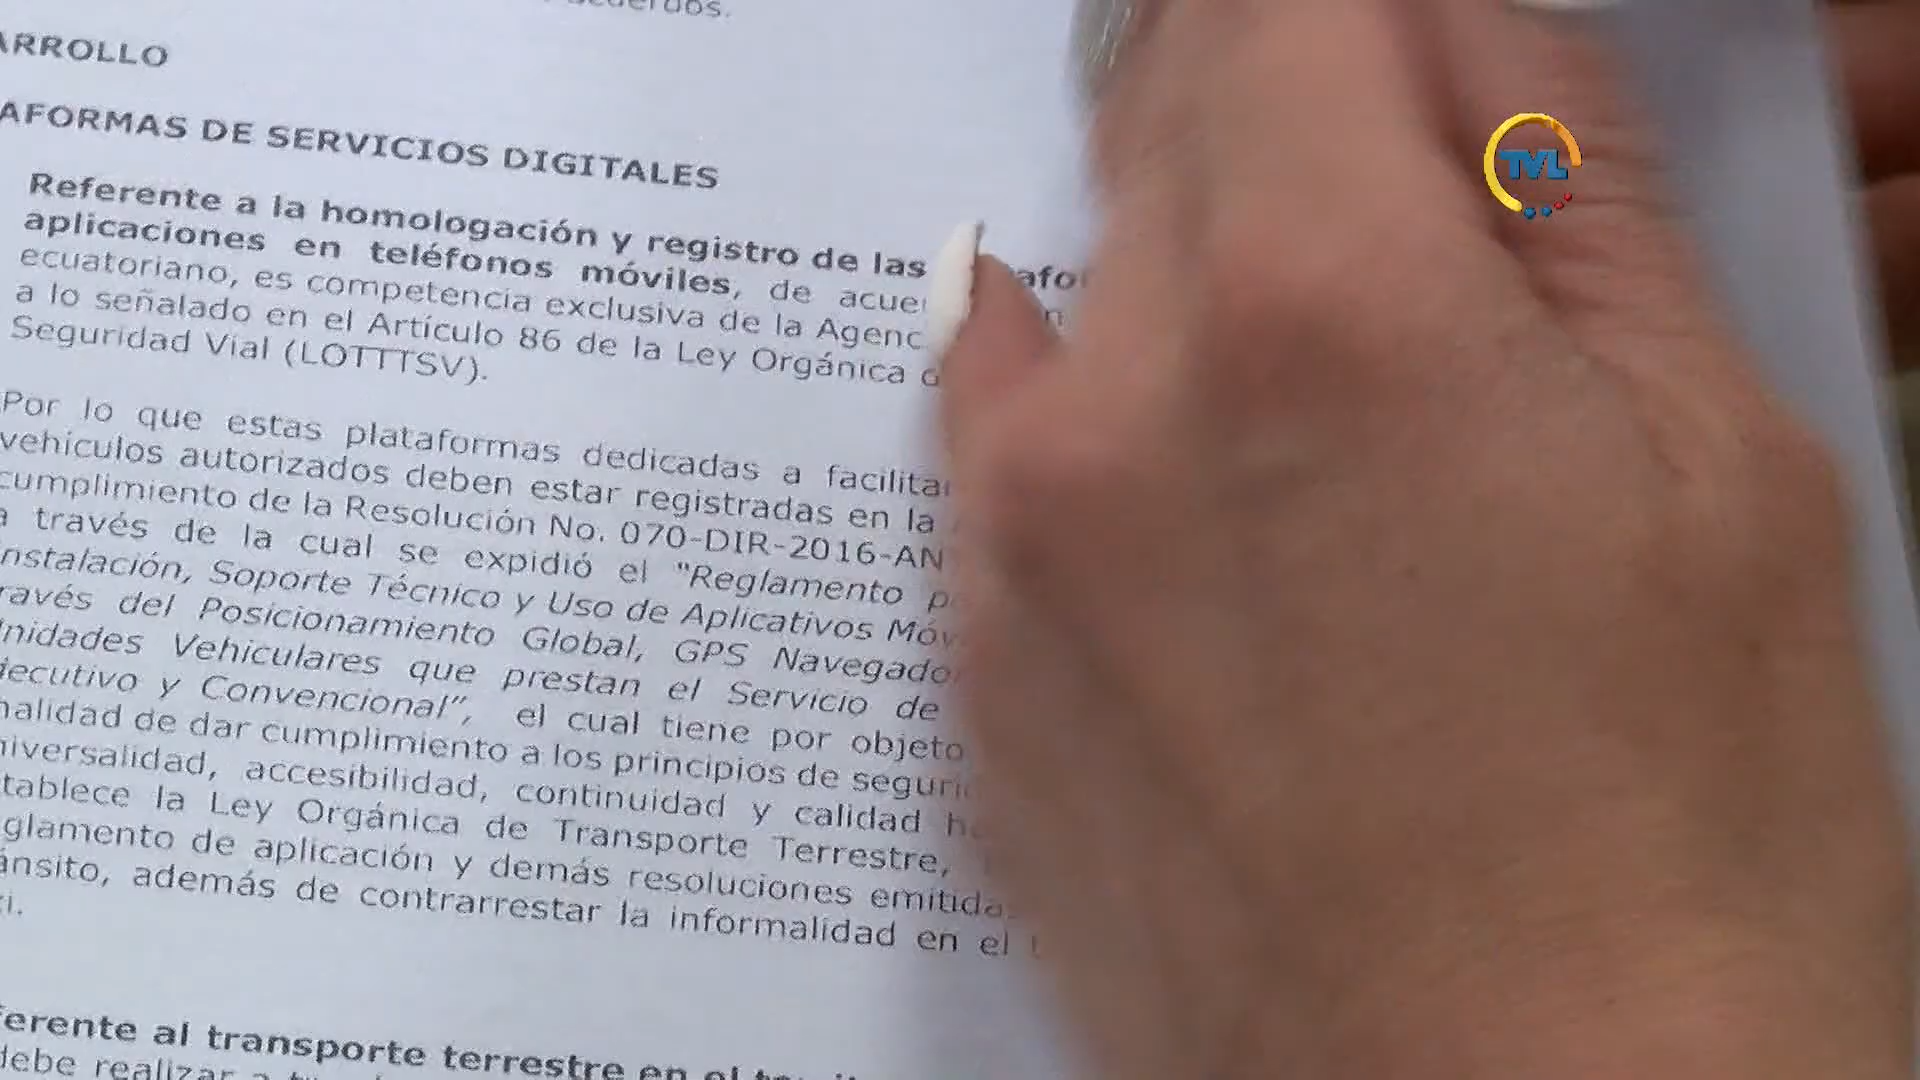 ARROLLO
AFORMAS DE SERVICIOS DIGITALES
Referente a la homologación y registro de las
aplicaciones en teléfonos móviles, de
ecuatoriano, es competencia exclusiva de la
a lo señalado en el Artículo 86 de la Ley Orgánica
Seguridad Vial (LOTTTSV).
Por lo que estas plataformas dedicadas a
vehículos autorizados deben estar registradas en la
cumplimiento de la Resolución No. 070-DIR-2016-AN
a través de la cual se expidió el "Reglamento
nstalación, Soporte Técnico y Uso de Aplicativos
ravés del Posicionamiento Global, GPS
Unidades Vehiculares que prestan el Servicio de
jecutivo y Convencional", el cual tiene por objeto
nalidad de dar cumplimiento a los principios de
niversalidad, accesibilidad, continuidad y calidad
tablece la Ley Orgánica de Transporte Terrestre,
glamento de aplicación y demás resoluciones
ánsito, además de contrarrestar la informalidad en el
i.
ferente al transporte terrestre en el
debe realizar a
TVL